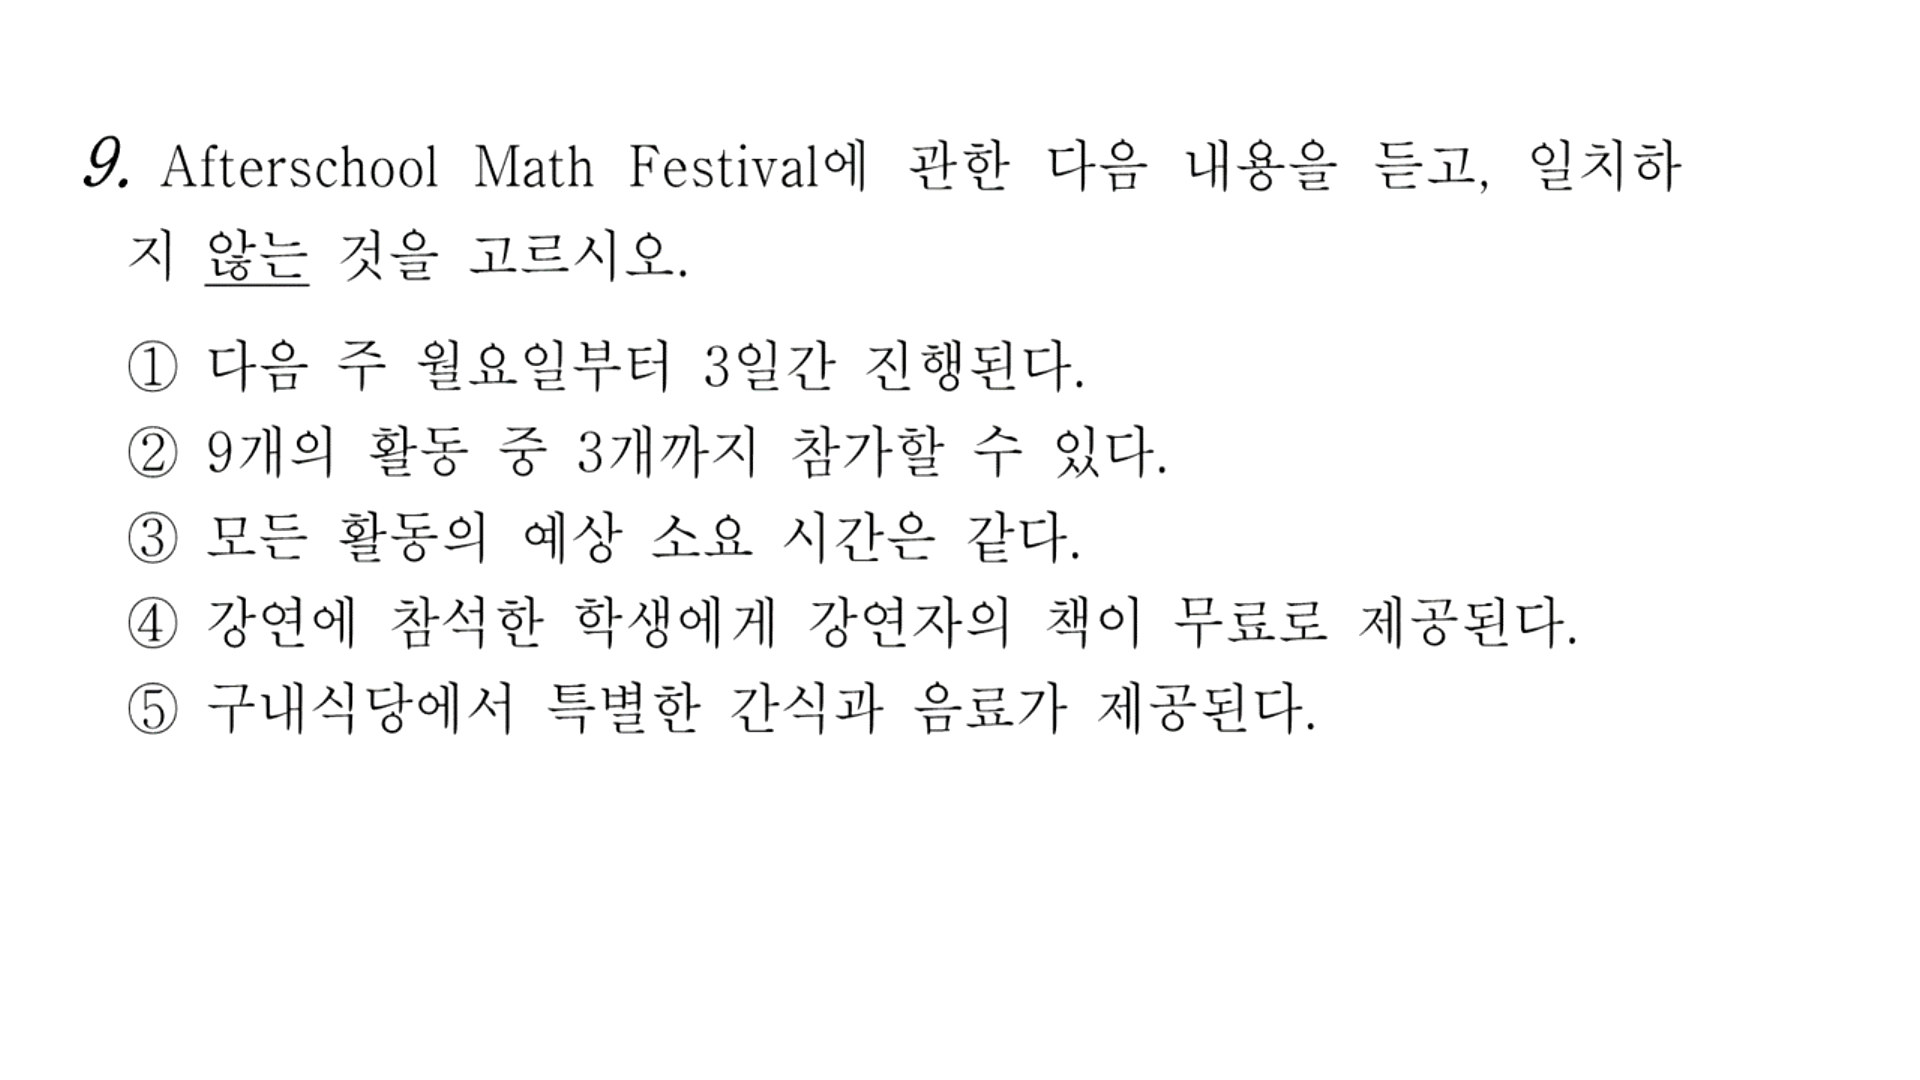 9. Afterschool Math Festival에 관한 다음 내용을 듣고, 일치하
지 않는 것을 고르시오.
① 다음 주 월요일부터 3일간 진행된다.
② 9개의 활동 중 3개까지 참가할 수 있다.
③ 모든 활동의 예상 소요 시간은 같다.
④ 강연에 참석한 학생에게 강연자의 책이 무료로 제공된다.
⑤ 구내식당에서 특별한 간식과 음료가 제공된다.